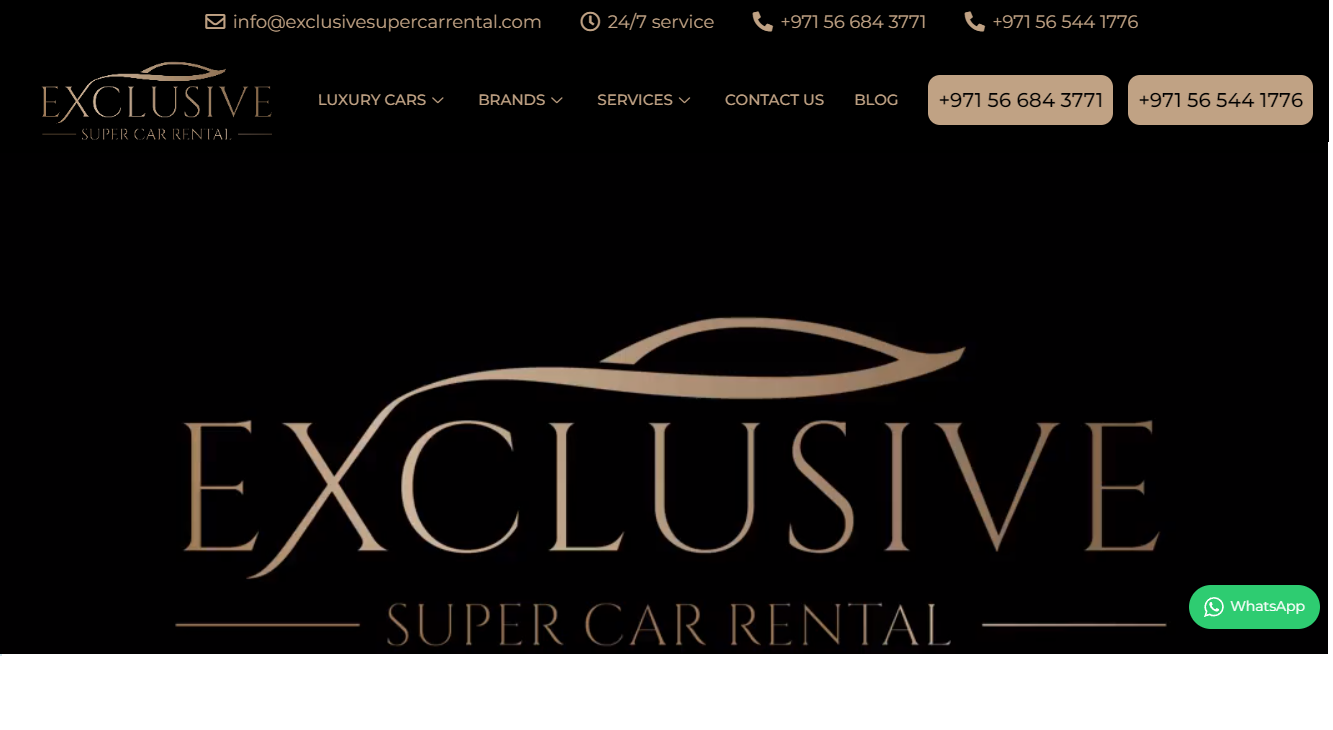 info@exclusivesupercarrental.com 24/7 service +971 56 684 3771 +971 56 544 1776
EXCLUSIVE
SUPER CAR RENTAL
LUXURY CARS BRANDS SERVICES CONTACT US BLOG +971 56 684 3771 +971 56 544 1776
EXCLUSIVE
SUPER CAR RENTAL
WhatsApp